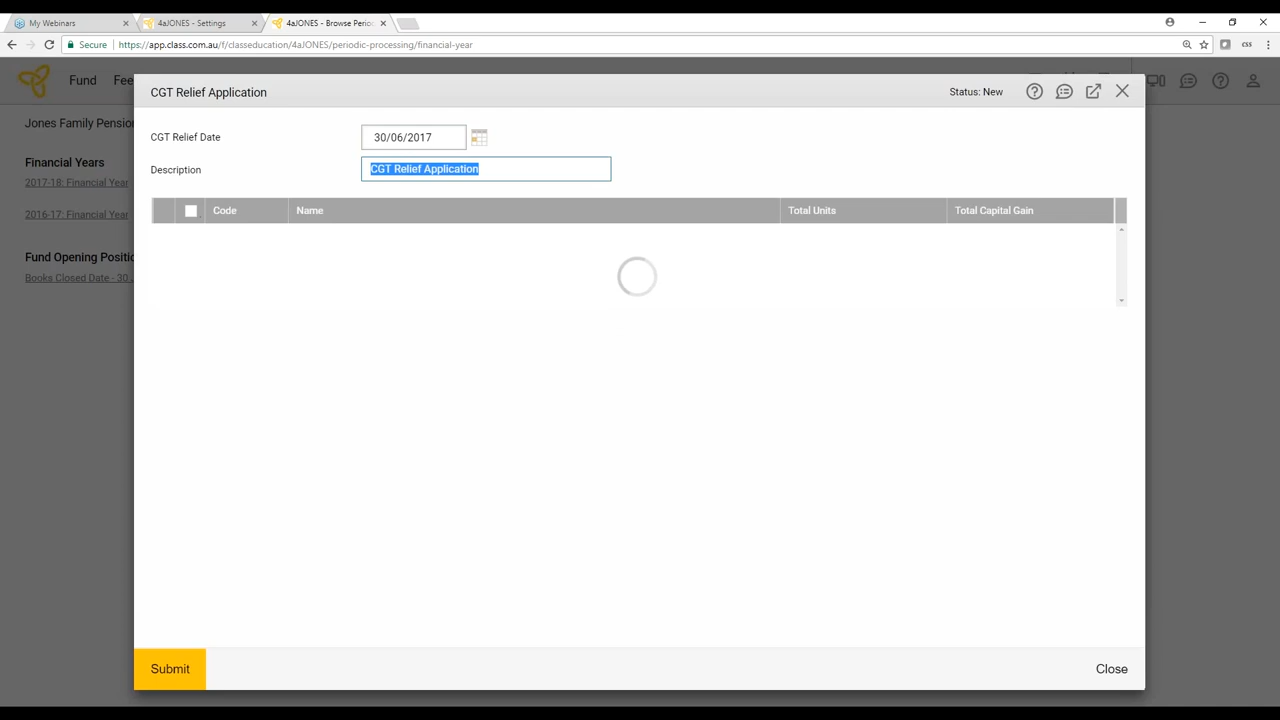 My Webinars
4aJONES - Settings
4aJONES - Browse Perio
Secure
https://app.class.com.au/f/classeducation/4aJONES/periodic-processing/financial-year
css
Fund
Fee
CGT Relief Application
Status: New
Jones Family Pension
CGT Relief Date
30/06/2017
Financial Years
Description
CGT Relief Application
2017-18: Financial Year
2016-17: Financial Year
Code
Name
Total Units
Total Capital Gain
Fund Opening Positio
Books Closed Date - 30
Submit
Close